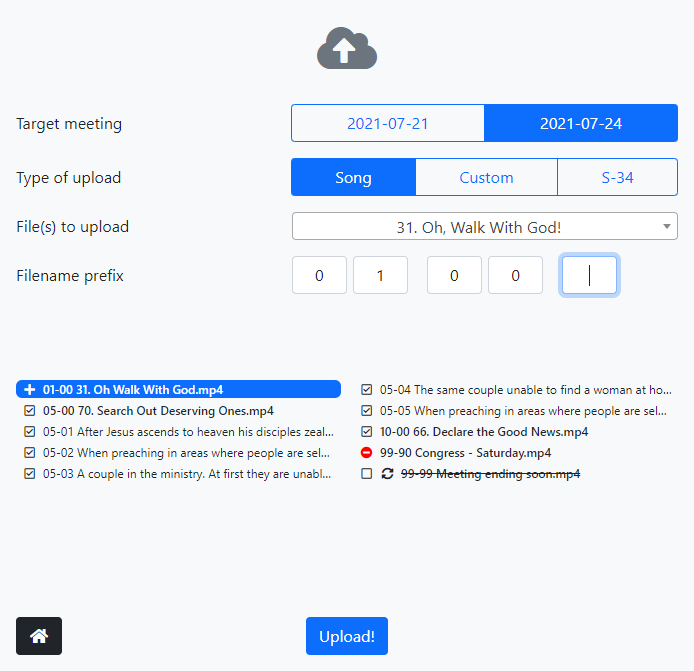 Target meeting 2021-07-21 2021-07-24
Type of upload Song Custom S-34
File(s) to upload 31. Oh, Walk With God!
Filename prefix 0 1 0 0
01-00 31. Oh Walk With God.mp4
05-00 70. Search Out Deserving Ones.mp4
05-01 After Jesus ascends to heaven his disciples zeal...
05-02 When preaching in areas where people are sel...
05-03 A couple in the ministry. At first they are unabl...
05-04 The same couple unable to find a woman at ho...
05-05 When preaching in areas where people are sel...
10-00 66. Declare the Good News.mp4
99-90 Congress - Saturday.mp4
99-99 Meeting ending soon.mp4
Upload!